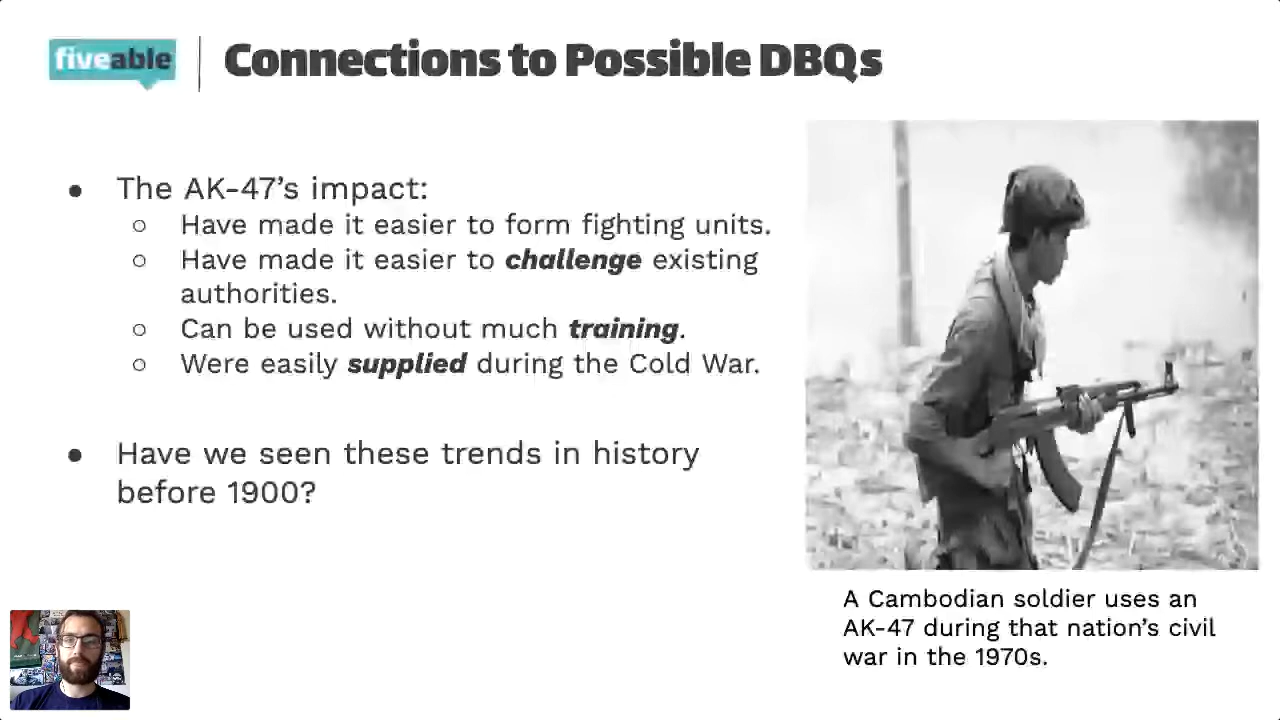 fiveable
Connections to Possible DBQs
● The AK-47's impact:
○ Have made it easier to form fighting units.
○ Have made it easier to challenge existing
authorities.
○ Can be used without much training.
○ Were easily supplied during the Cold War.
● Have we seen these trends in history
before 1900?
A Cambodian soldier uses an
AK-47 during that nation's civil
war in the 1970s.